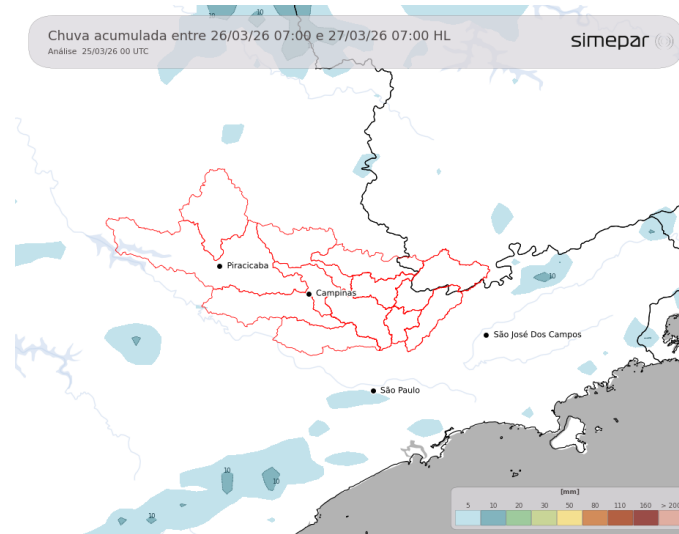 Chuva acumulada entre 26/03/26 07:00 e 27/03/26 07:00 HL
Análise 25/03/26 00 UTC
simepar
10
10
10
Piracicaba
Campinas
São José Dos Campos
São Paulo
10
10
10
[mm]
5 10 20 30 50 80 110 160 > 200